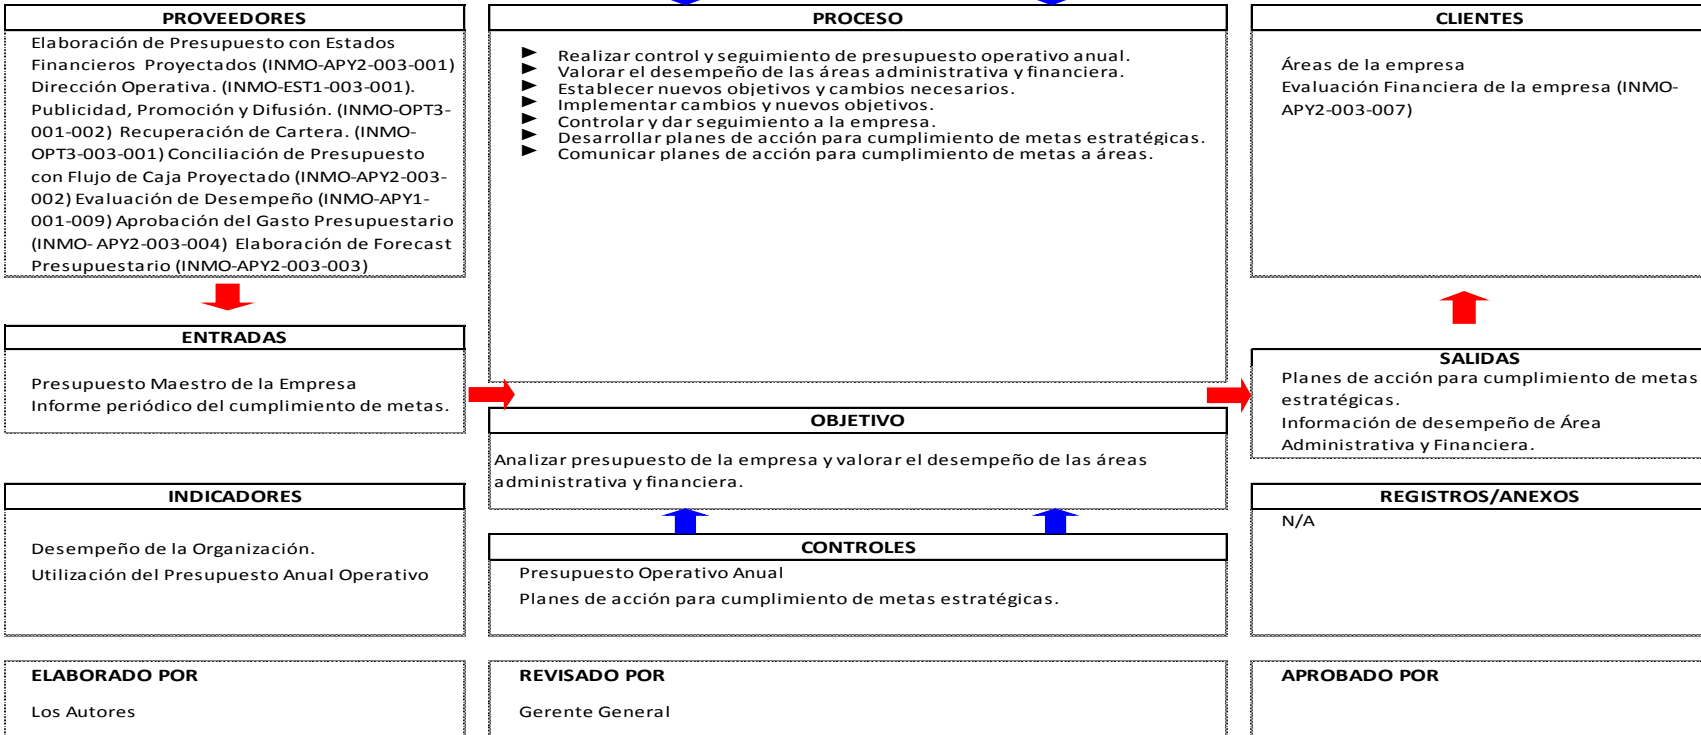 PROVEEDORES
Elaboración de Presupuesto con Estados
Financieros Proyectados (INMO-APY2-003-001)
Dirección Operativa. (INMO-EST1-003-001).
Publicidad, Promoción y Difusión. (INMO-OPT3-
001-002) Recuperación de Cartera. (INMO-
OPT3-003-001) Conciliación de Presupuesto
con Flujo de Caja Proyectado (INMO-APY2-003-
002) Evaluación de Desempeño (INMO-APY1-
001-009) Aprobación del Gasto Presupuestario
(INMO- APY2-003-004) Elaboración de Forecast
Presupuestario (INMO-APY2-003-003)
PROCESO
Realizar control y seguimiento de presupuesto operativo anual.
Valorar el desempeño de las áreas administrativa y financiera.
Establecer nuevos objetivos y cambios necesarios.
Implementar cambios y nuevos objetivos.
Controlar y dar seguimiento a la empresa.
Desarrollar planes de acción para cumplimiento de metas estratégicas.
Comunicar planes de acción para cumplimiento de metas a áreas.
CLIENTES
Áreas de la empresa
Evaluación Financiera de la empresa (INMO-
APY2-003-007)
ENTRADAS
Presupuesto Maestro de la Empresa
Informe periódico del cumplimiento de metas.
OBJETIVO
Analizar presupuesto de la empresa y valorar el desempeño de las áreas
administrativa y financiera.
SALIDAS
Planes de acción para cumplimiento de metas
estratégicas.
Información de desempeño de Área
Administrativa y Financiera.
INDICADORES
Desempeño de la Organización.
Utilización del Presupuesto Anual Operativo
CONTROLES
Presupuesto Operativo Anual
Planes de acción para cumplimiento de metas estratégicas.
REGISTROS/ANEXOS
N/A
ELABORADO POR
Los Autores
REVISADO POR
Gerente General
APROBADO POR